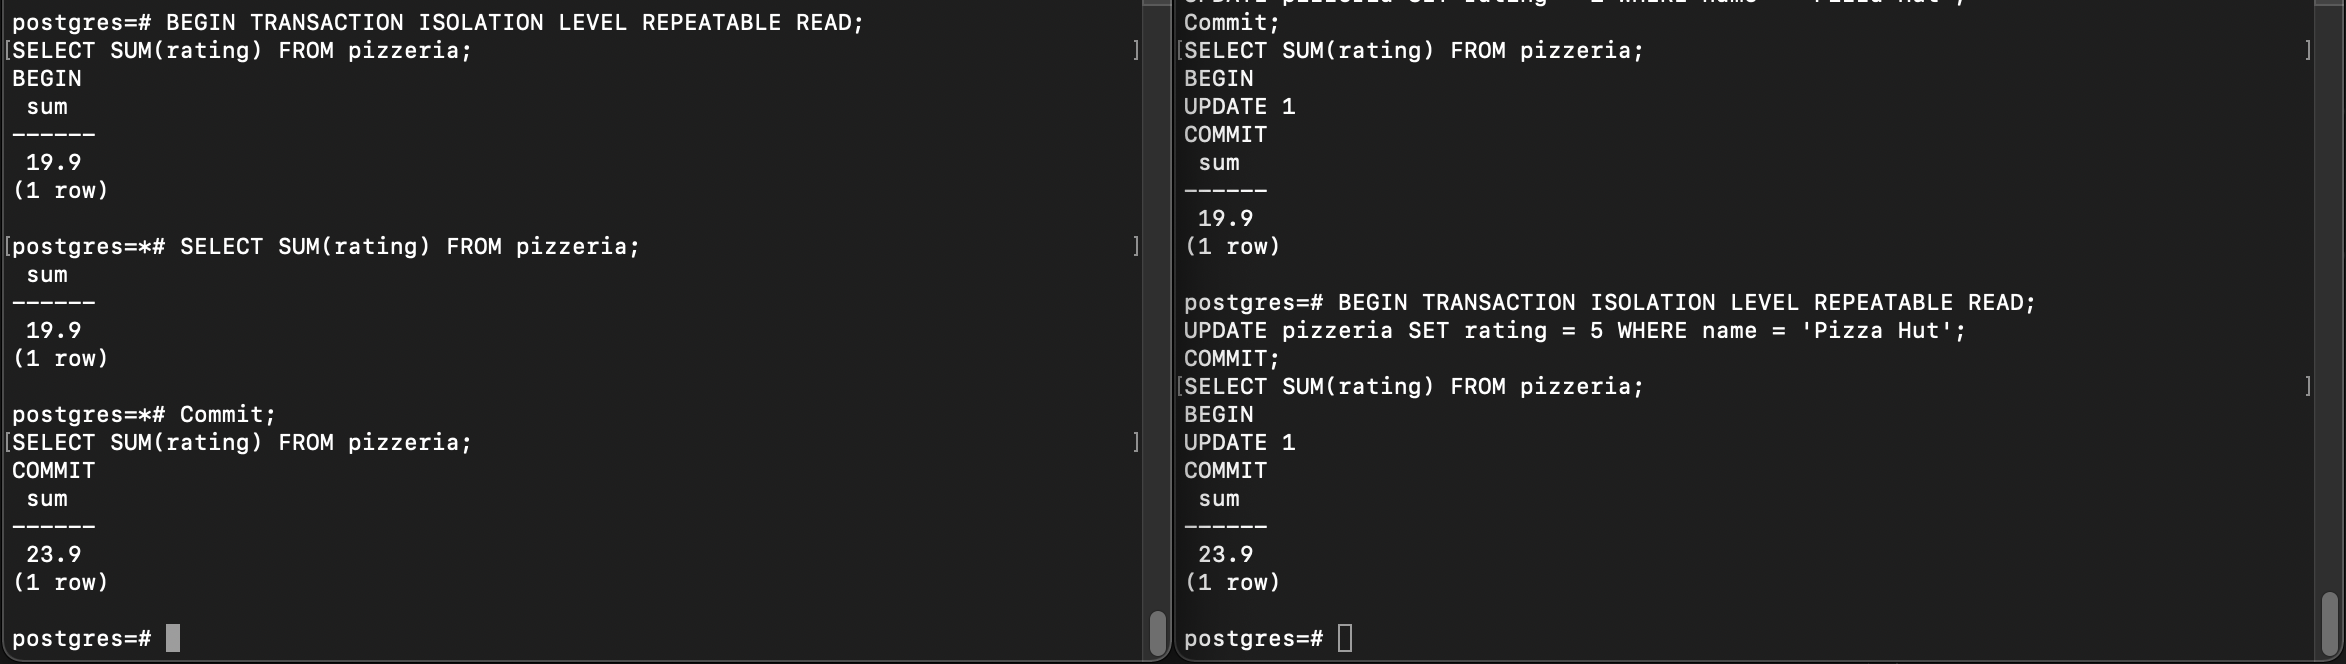 postgres=# BEGIN TRANSACTION ISOLATION LEVEL REPEATABLE READ;
[SELECT SUM(rating) FROM pizzeria; ]
BEGIN
 sum
------
 19.9
(1 row)

[postgres=*# SELECT SUM(rating) FROM pizzeria; ]
 sum
------
 19.9
(1 row)

postgres=*# Commit;
[SELECT SUM(rating) FROM pizzeria; ]
COMMIT
 sum
------
 23.9
(1 row)

postgres=#
Commit;
[SELECT SUM(rating) FROM pizzeria; ]
BEGIN
UPDATE 1
COMMIT
 sum
------
 19.9
(1 row)

postgres=# BEGIN TRANSACTION ISOLATION LEVEL REPEATABLE READ;
UPDATE pizzeria SET rating = 5 WHERE name = 'Pizza Hut';
COMMIT;
[SELECT SUM(rating) FROM pizzeria; ]
BEGIN
UPDATE 1
COMMIT
 sum
------
 23.9
(1 row)

postgres=#